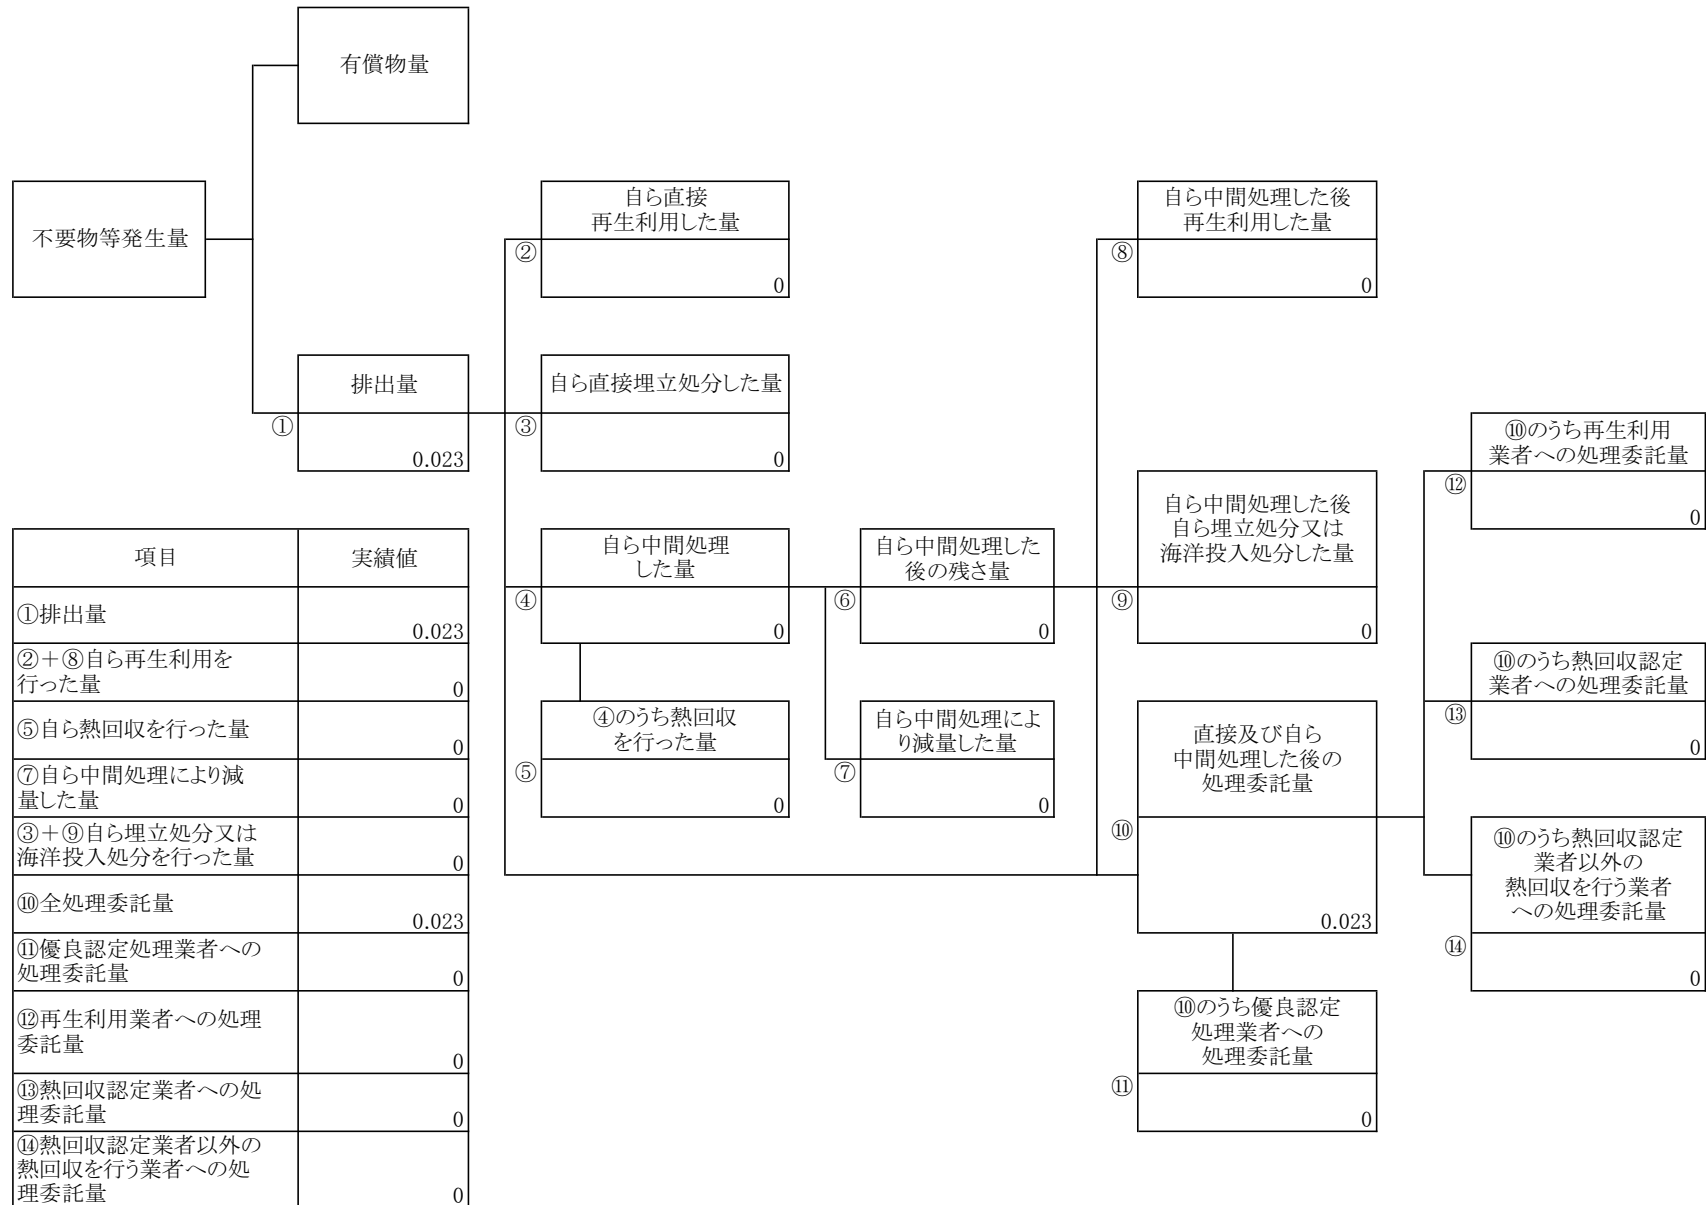 有償物量
不要物等発生量
自ら直接
再生利用した量
②
0
自ら中間処理した後
再生利用した量
⑧
0
排出量
①
0.023
自ら直接埋立処分した量
③
0
⑩のうち再生利用
業者への処理委託量
⑫
0
自ら中間処理した後
自ら埋立処分又は
海洋投入処分した量
⑨
0
自ら中間処理
した量
④
0
自ら中間処理した
後の残さ量
⑥
0
⑩のうち熱回収認定
業者への処理委託量
⑬
0
④のうち熱回収
を行った量
⑤
0
自ら中間処理によ
り減量した量
⑦
0
直接及び自ら
中間処理した後の
処理委託量
⑩
0.023
⑩のうち熱回収認定
業者以外の
熱回収を行う業者
への処理委託量
⑭
0
⑩のうち優良認定
処理業者への
処理委託量
⑪
0
項目 実績値
①排出量 0.023
②+⑧自ら再生利用を
行った量 0
⑤自ら熱回収を行った量 0
⑦自ら中間処理により減
量した量 0
③+⑨自ら埋立処分又は
海洋投入処分を行った量 0
⑩全処理委託量 0.023
⑪優良認定処理業者への
処理委託量 0
⑫再生利用業者への処理
委託量 0
⑬熱回収認定業者への処
理委託量 0
⑭熱回収認定業者以外の
熱回収を行う業者への処
理委託量 0